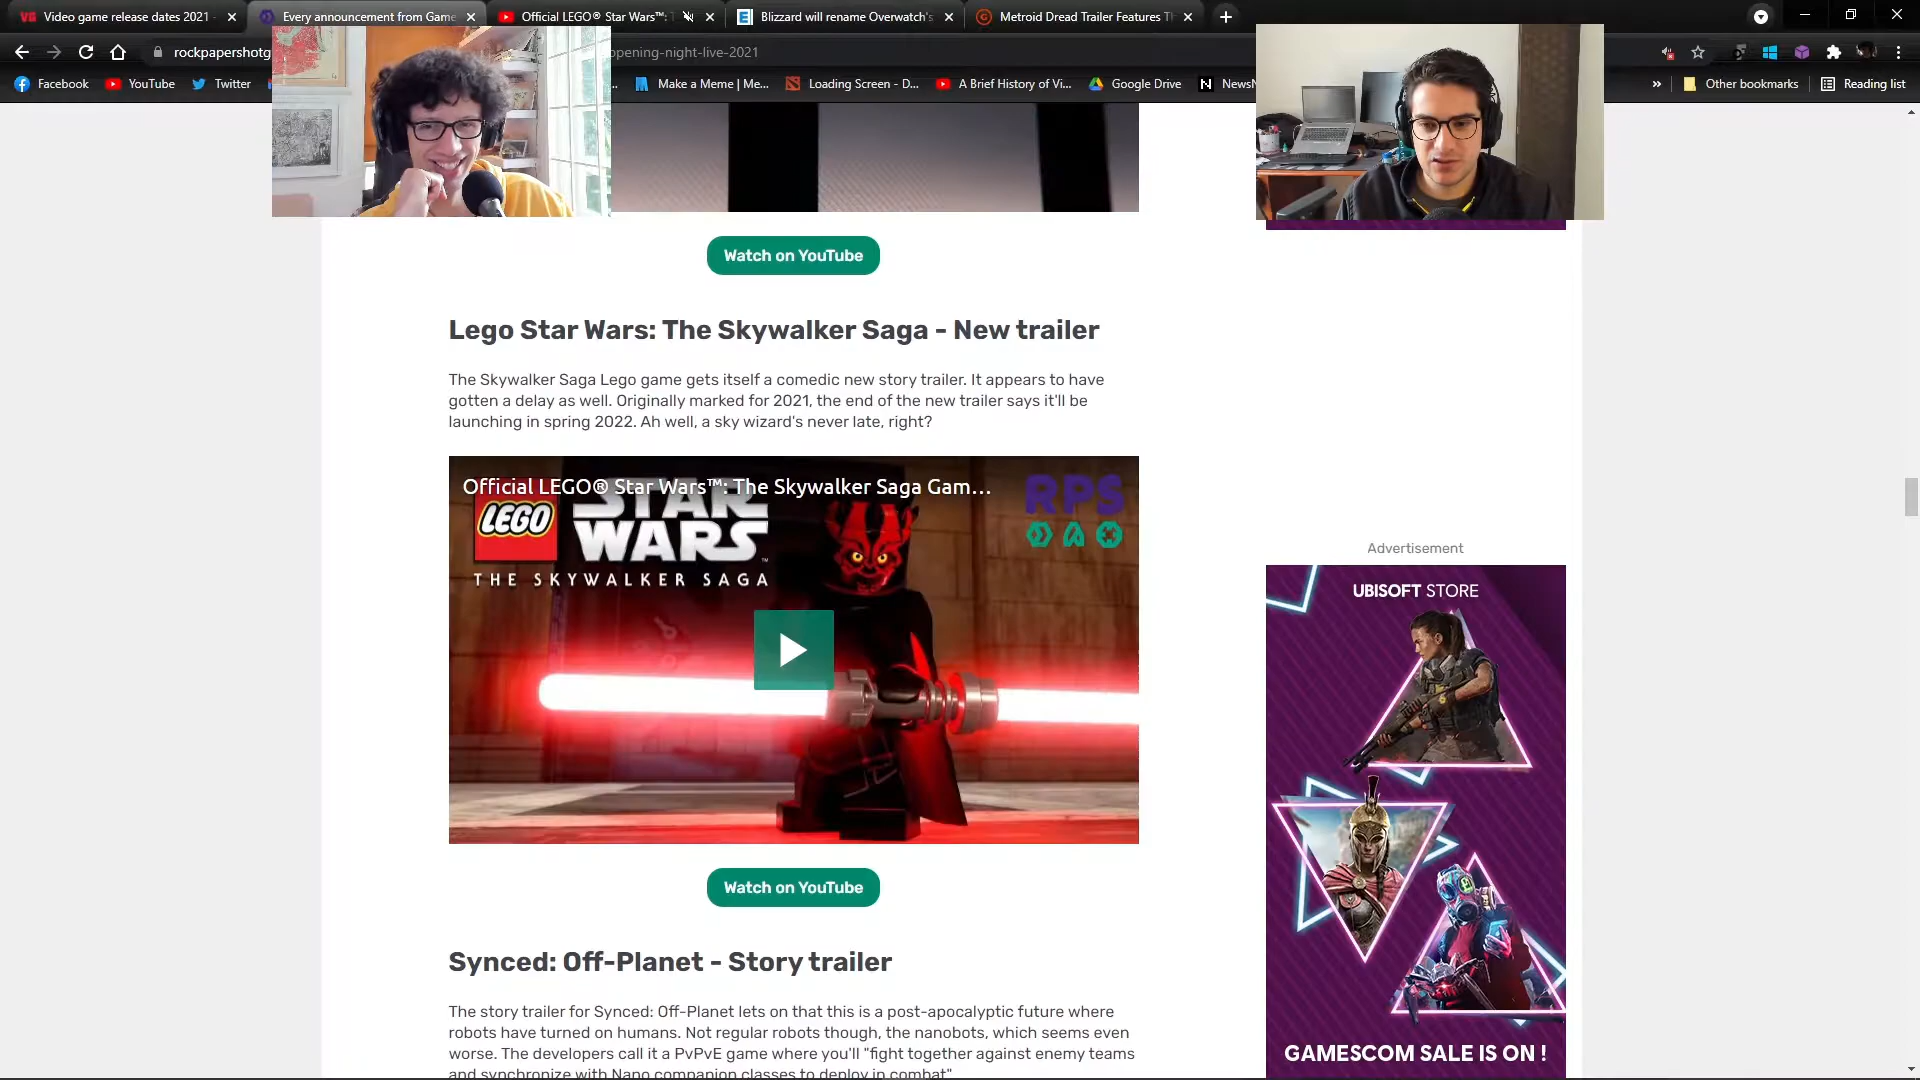 VG Video game release dates 2021
Every announcement from Game
Official LEGO® Star Wars™: T
Blizzard will rename Overwatch's
Metroid Dread Trailer Features T
rockpapershotg
pening-night-live-2021
Facebook
YouTube
Twitter
Make a Meme | Me...
Loading Screen - D...
A Brief History of Vi...
Google Drive
NewsN
»
Other bookmarks
Reading list
Watch on YouTube
Lego Star Wars: The Skywalker Saga - New trailer
The Skywalker Saga Lego game gets itself a comedic new story trailer. It appears to have
gotten a delay as well. Originally marked for 2021, the end of the new trailer says it'll be
launching in spring 2022. Ah well, a sky wizard's never late, right?
Official LEGO® Star Wars™: The Skywalker Saga Gam...
RPS
LEGO
STAR
WARS™
THE SKYWALKER SAGA
Advertisement
UBISOFT STORE
GAMESCOM SALE IS ON !
Watch on YouTube
Synced: Off-Planet - Story trailer
The story trailer for Synced: Off-Planet lets on that this is a post-apocalyptic future where
robots have turned on humans. Not regular robots though, the nanobots, which seems even
worse. The developers call it a PvPvE game where you'll "fight together against enemy teams
and synchronize with Nano companion classes to deploy in combat"